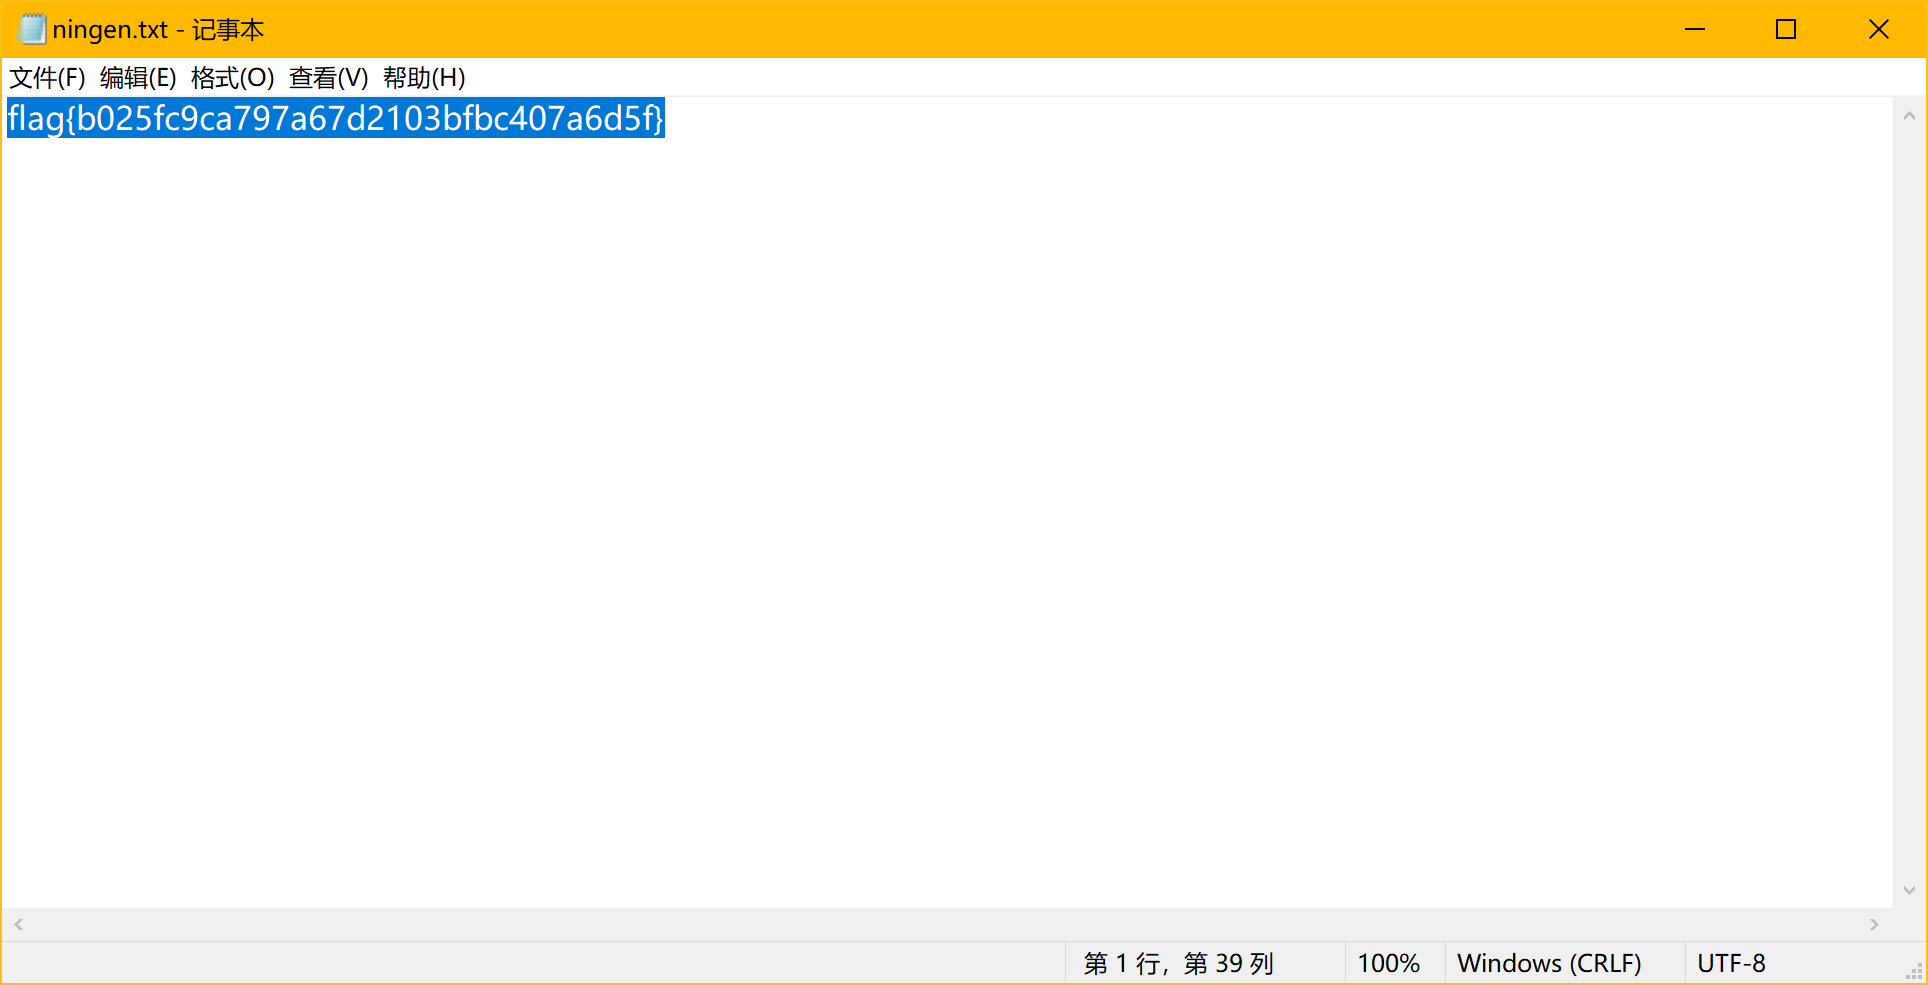 ningen.txt - 记事本
文件(F) 编辑(E) 格式(O) 查看(V) 帮助(H)
flag{b025fc9ca797a67d2103bfbc407a6d5f}
第 1 行，第 39 列 100% Windows (CRLF) UTF-8